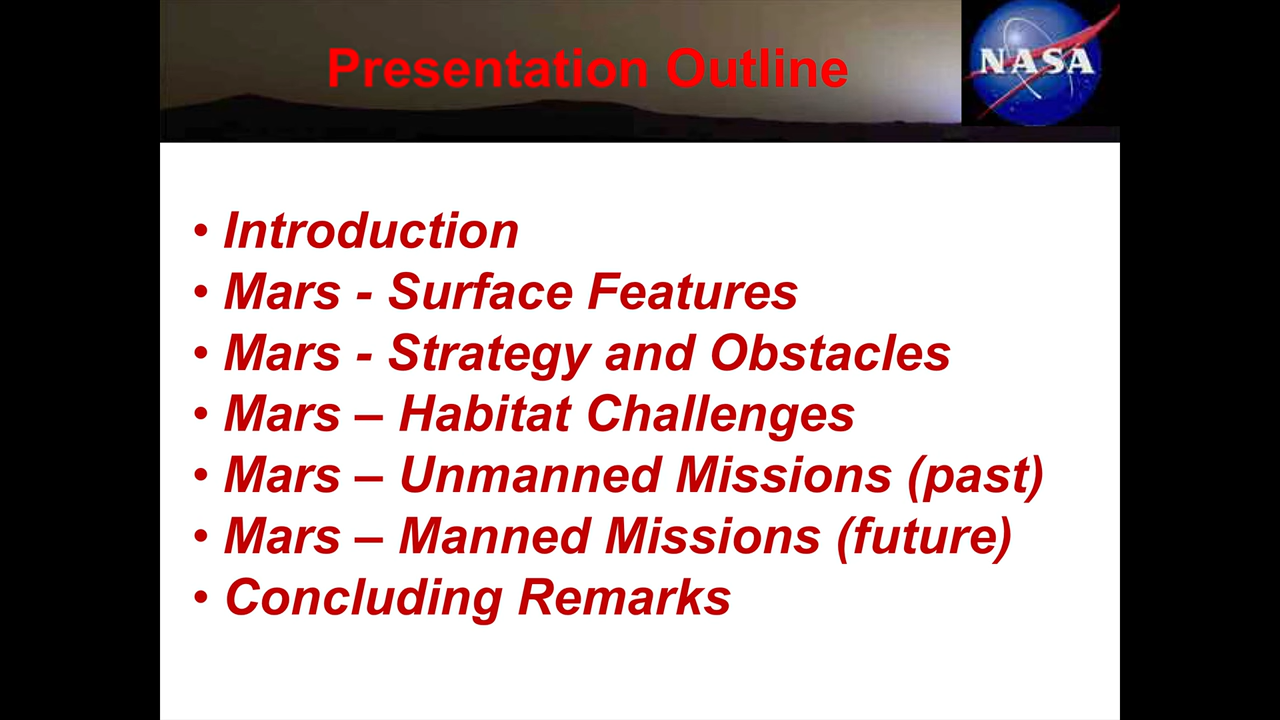 Presentation Outline
NASA
• Introduction
• Mars - Surface Features
• Mars - Strategy and Obstacles
• Mars – Habitat Challenges
• Mars – Unmanned Missions (past)
• Mars – Manned Missions (future)
• Concluding Remarks